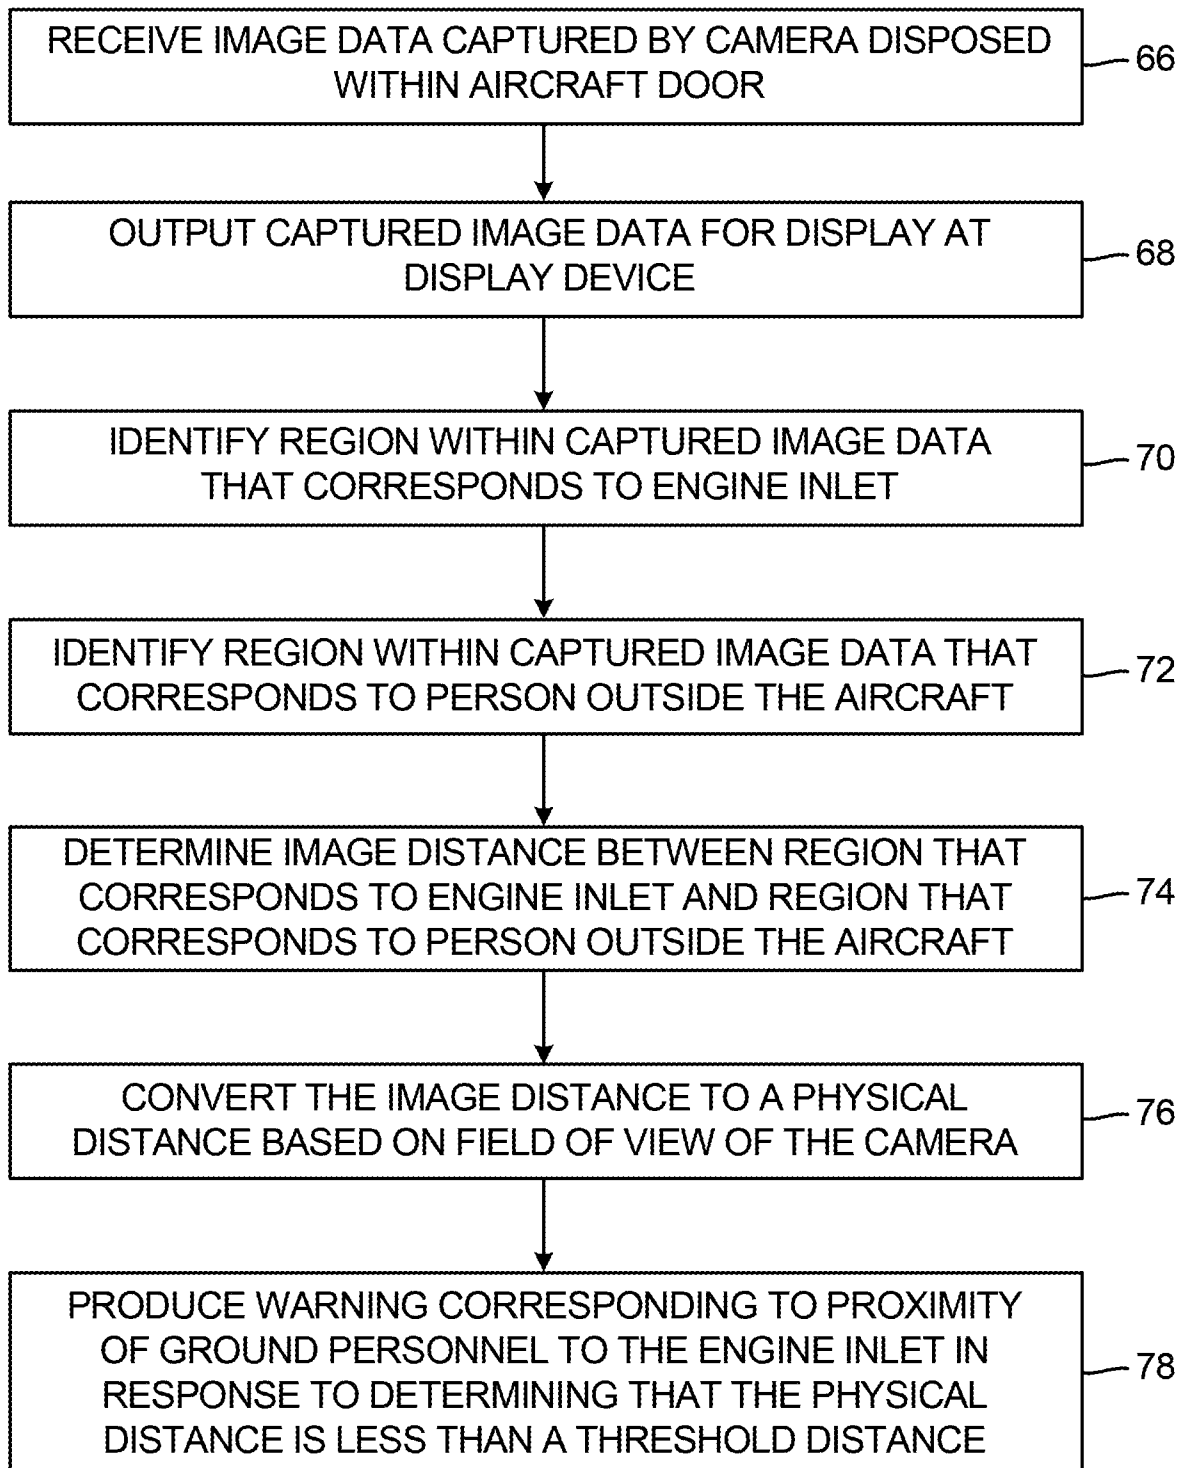 RECEIVE IMAGE DATA CAPTURED BY CAMERA DISPOSED
WITHIN AIRCRAFT DOOR
66
OUTPUT CAPTURED IMAGE DATA FOR DISPLAY AT
DISPLAY DEVICE
68
IDENTIFY REGION WITHIN CAPTURED IMAGE DATA
THAT CORRESPONDS TO ENGINE INLET
70
IDENTIFY REGION WITHIN CAPTURED IMAGE DATA THAT
CORRESPONDS TO PERSON OUTSIDE THE AIRCRAFT
72
DETERMINE IMAGE DISTANCE BETWEEN REGION THAT
CORRESPONDS TO ENGINE INLET AND REGION THAT
CORRESPONDS TO PERSON OUTSIDE THE AIRCRAFT
74
CONVERT THE IMAGE DISTANCE TO A PHYSICAL
DISTANCE BASED ON FIELD OF VIEW OF THE CAMERA
76
PRODUCE WARNING CORRESPONDING TO PROXIMITY
OF GROUND PERSONNEL TO THE ENGINE INLET IN
RESPONSE TO DETERMINING THAT THE PHYSICAL
DISTANCE IS LESS THAN A THRESHOLD DISTANCE
78